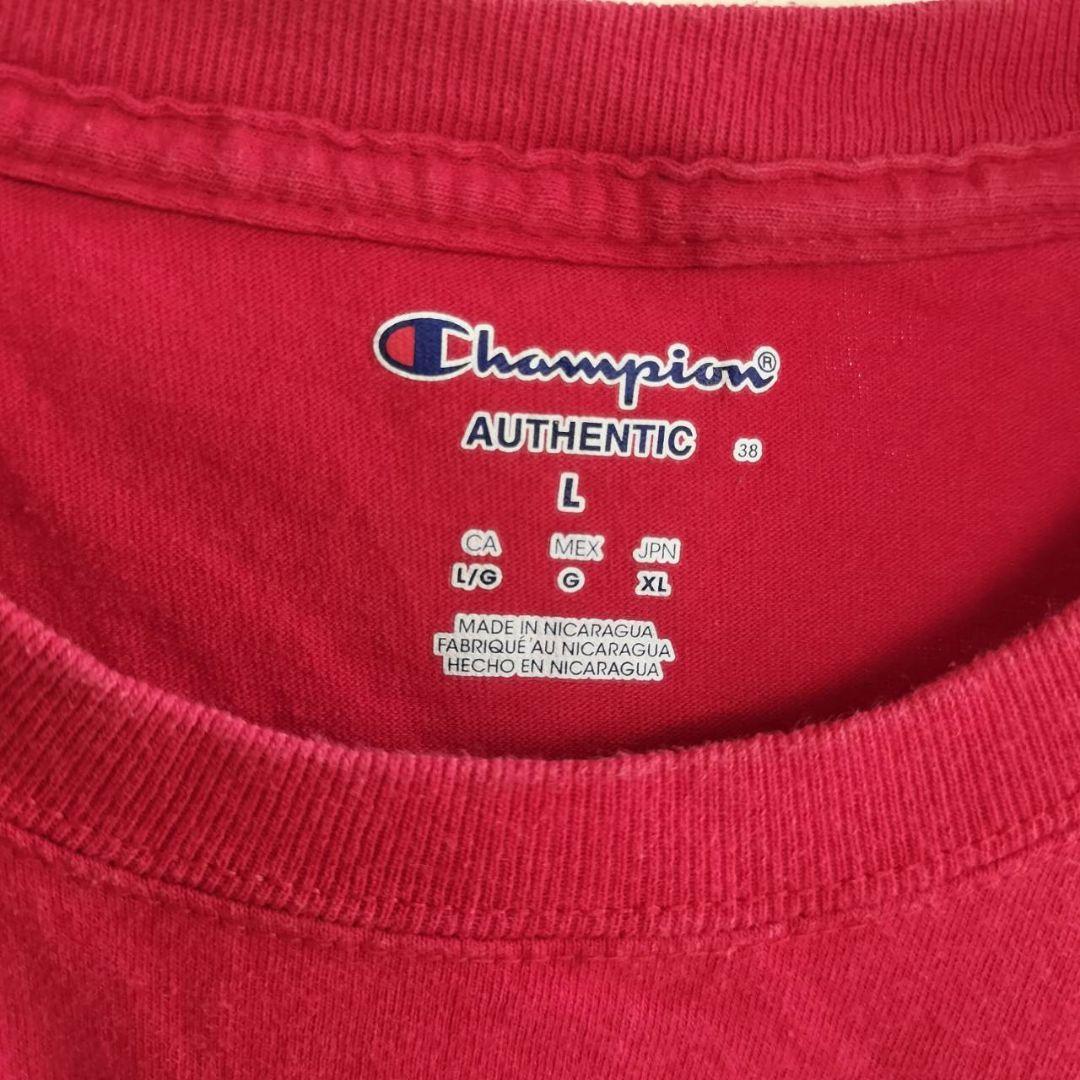 Champion®
AUTHENTIC 38
L
CA MEX JPN
L/G G XL
MADE IN NICARAGUA
FABRIQUÉ AU NICARAGUA
HECHO EN NICARAGUA